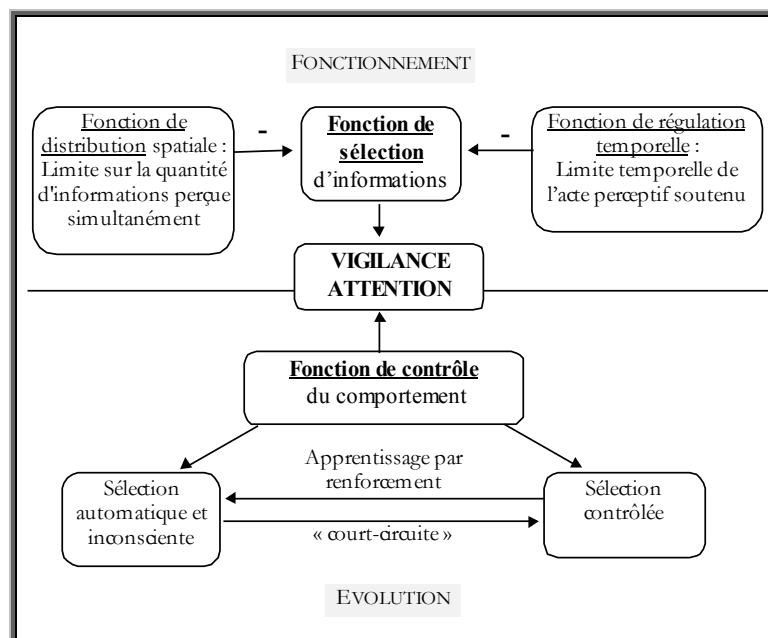 FONCTIONNEMENT
Fonction de
distribution spatiale :
Limite sur la quantité
d'informations perçue
simultanément
-
Fonction de
sélection
d’informations
-
Fonction de régulation
temporelle :
Limite temporelle de
l’acte perceptif soutenu
VIGILANCE
ATTENTION
Fonction de contrôle
du comportement
Apprentissage par
renforcement
Sélection
automatique et
inconsciente
« court-circuite »
Sélection
contrôlée
EVOLUTION